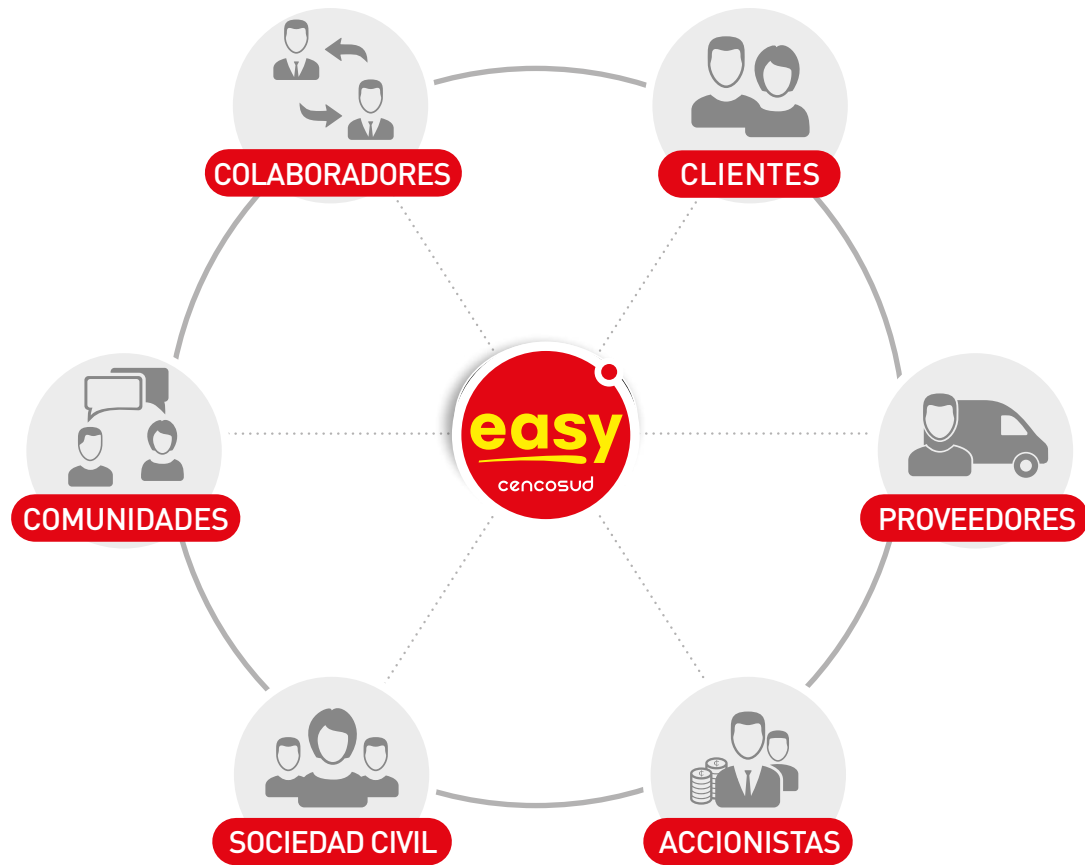 COLABORADORES
CLIENTES
easy
cencosud
COMUNIDADES
PROVEEDORES
SOCIEDAD CIVIL
ACCIONISTAS